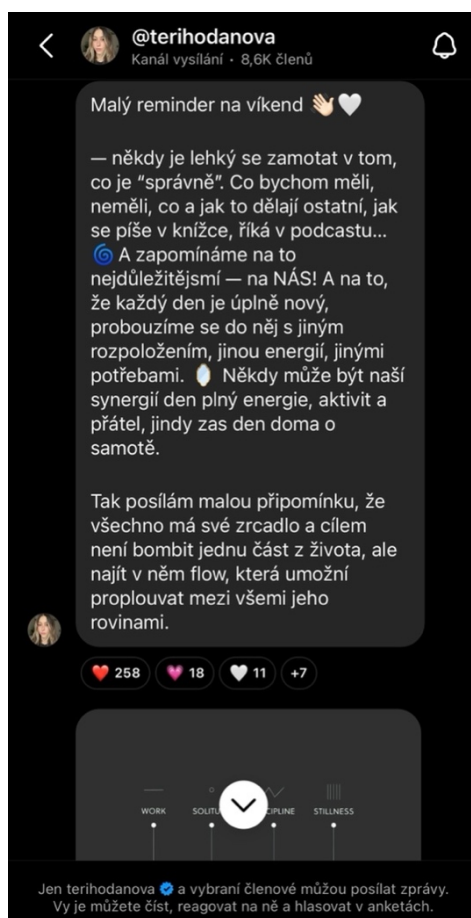 @terihodanova
Kanál vysílání · 8,6K členů
Malý reminder na víkend 👋🏻🤍
— někdy je lehký se zamotat v tom,
co je “správně”. Co bychom měli,
neměli, co a jak to dělají ostatní, jak
se píše v knížce, říká v podcastu...
🌀 A zapomínáme na to
nejdůležitějsmí — na NÁS! A na to,
že každý den je úplně nový,
probouzíme se do něj s jiným
rozpoložením, jinou energií, jinými
potřebami. 🪞 Někdy může být naší
synergií den plný energie, aktivit a
přátel, jindy zas den doma o
samotě.
Tak posílám malou připomínku, že
všechno má své zrcadlo a cílem
není bombit jednu část z života, ale
najít v něm flow, která umožní
proplouvat mezi všemi jeho
rovinami.
❤️ 258 💗 18 🤍 11 +7
WORK STILLNESS
Jen terihodanova a vybraní členové můžou posílat zprávy.
Vy je můžete číst, reagovat na ně a hlasovat v anketách.